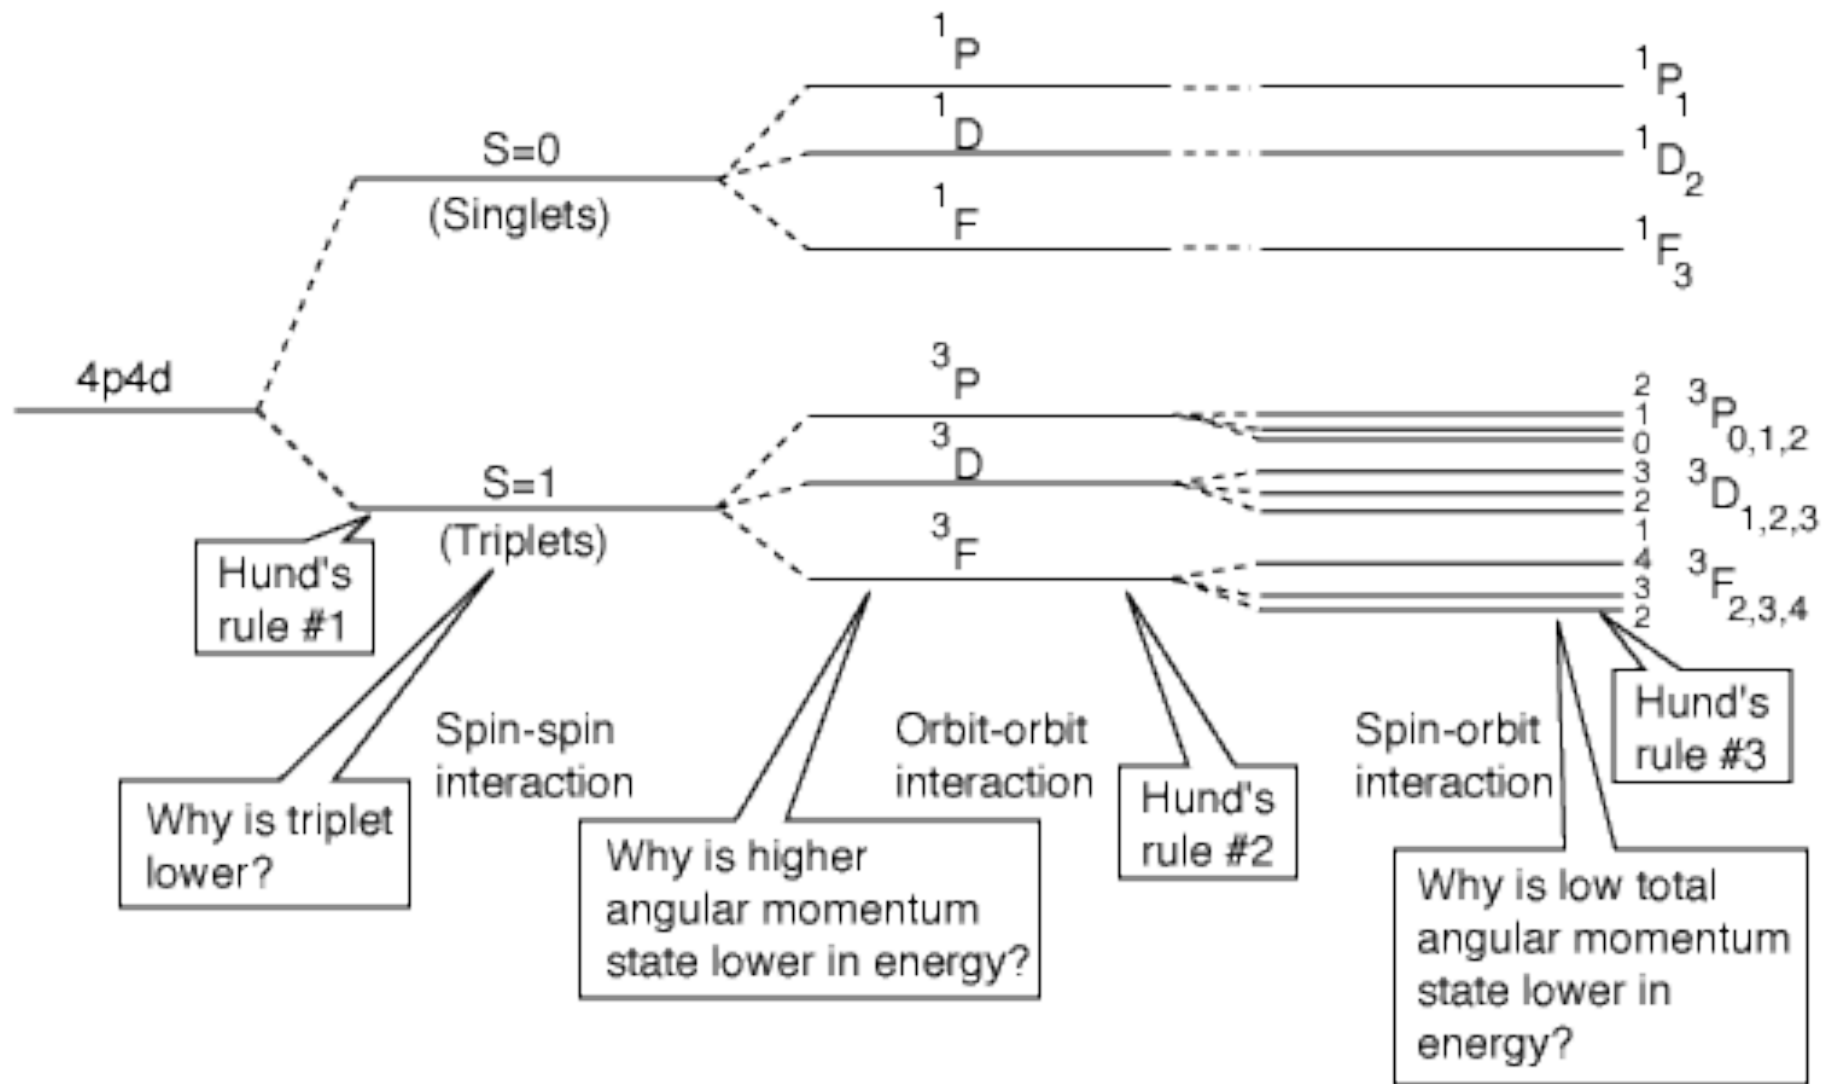 4p4d
S=0
(Singlets)
S=1
(Triplets)
Hund's
rule #1
Why is triplet
lower?
Spin-spin
interaction
¹P
¹D
¹F
³P
³D
³F
Why is higher
angular momentum
state lower in energy?
Orbit-orbit
interaction
Hund's
rule #2
¹P₁
¹D₂
¹F₃
2
1
0
³P₀,₁,₂
3
2
1
³D₁,₂,₃
4
3
2
³F₂,₃,₄
Spin-orbit
interaction
Hund's
rule #3
Why is low total
angular momentum
state lower in
energy?